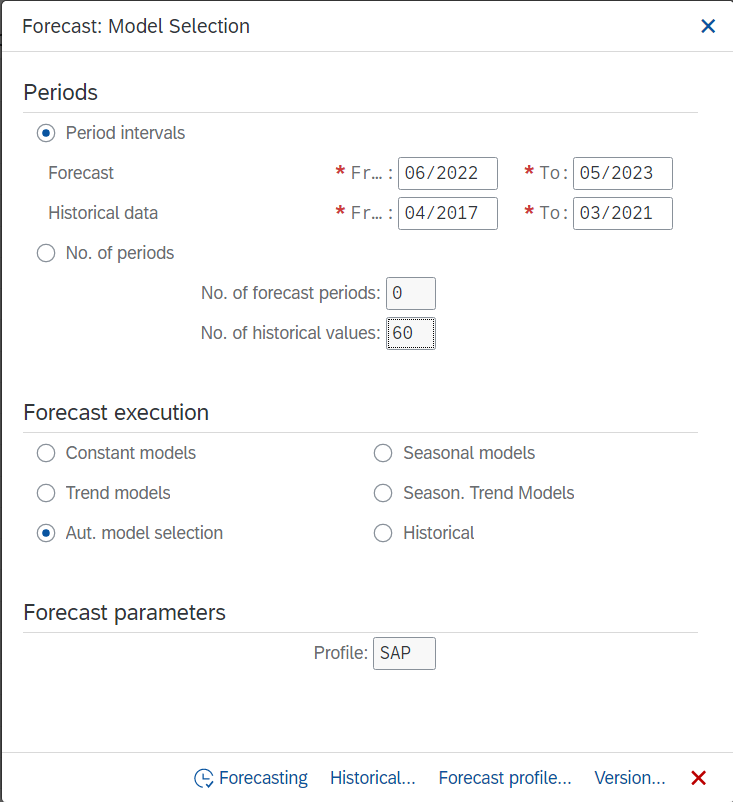 Forecast: Model Selection
Periods
Period intervals
Forecast * Fr... : 06/2022 * To: 05/2023
Historical data * Fr... : 04/2017 * To: 03/2021
No. of periods
No. of forecast periods: 0
No. of historical values: 60
Forecast execution
Constant models Seasonal models
Trend models Season. Trend Models
Aut. model selection Historical
Forecast parameters
Profile: SAP
Forecasting Historical... Forecast profile... Version...